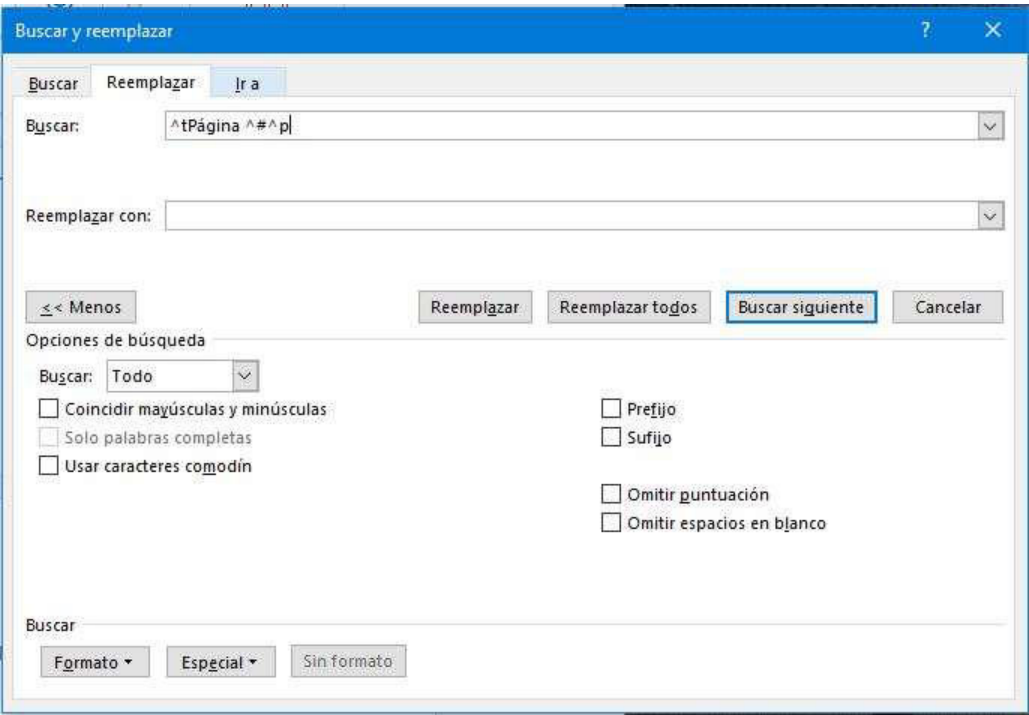 Buscar y reemplazar ? ×
Buscar Reemplazar Ir a
Buscar: ^tPágina ^#^p
Reemplazar con:
<< Menos Reemplazar Reemplazar todos Buscar siguiente Cancelar
Opciones de búsqueda
Buscar: Todo
Coincidir mayúsculas y minúsculas Prefijo
Solo palabras completas Sufijo
Usar caracteres comodín
Omitir puntuación
Omitir espacios en blanco
Buscar
Formato Especial Sin formato